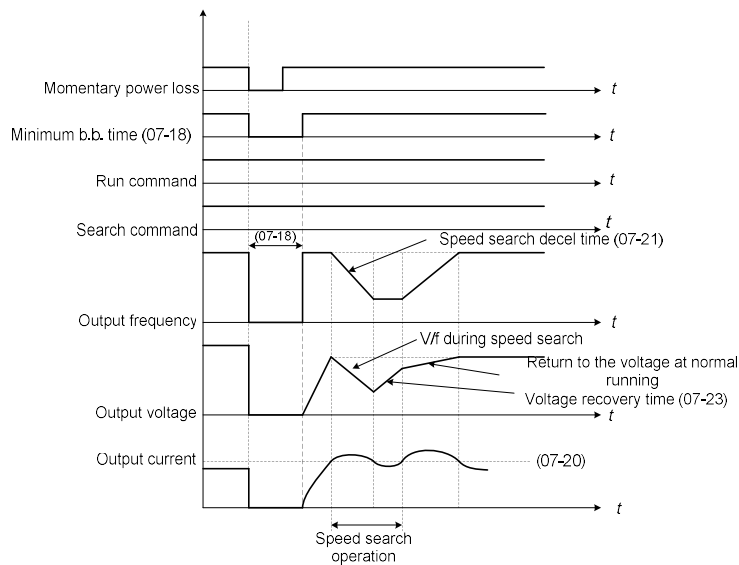 Momentary power loss
t
Minimum b.b. time (07-18)
t
Run command
t
Search command
t
(07-18)
Speed search decel time (07-21)
Output frequency
t
V/f during speed search
Return to the voltage at normal
running
Voltage recovery time (07-23)
Output voltage
t
Output current
(07-20)
t
Speed search
operation